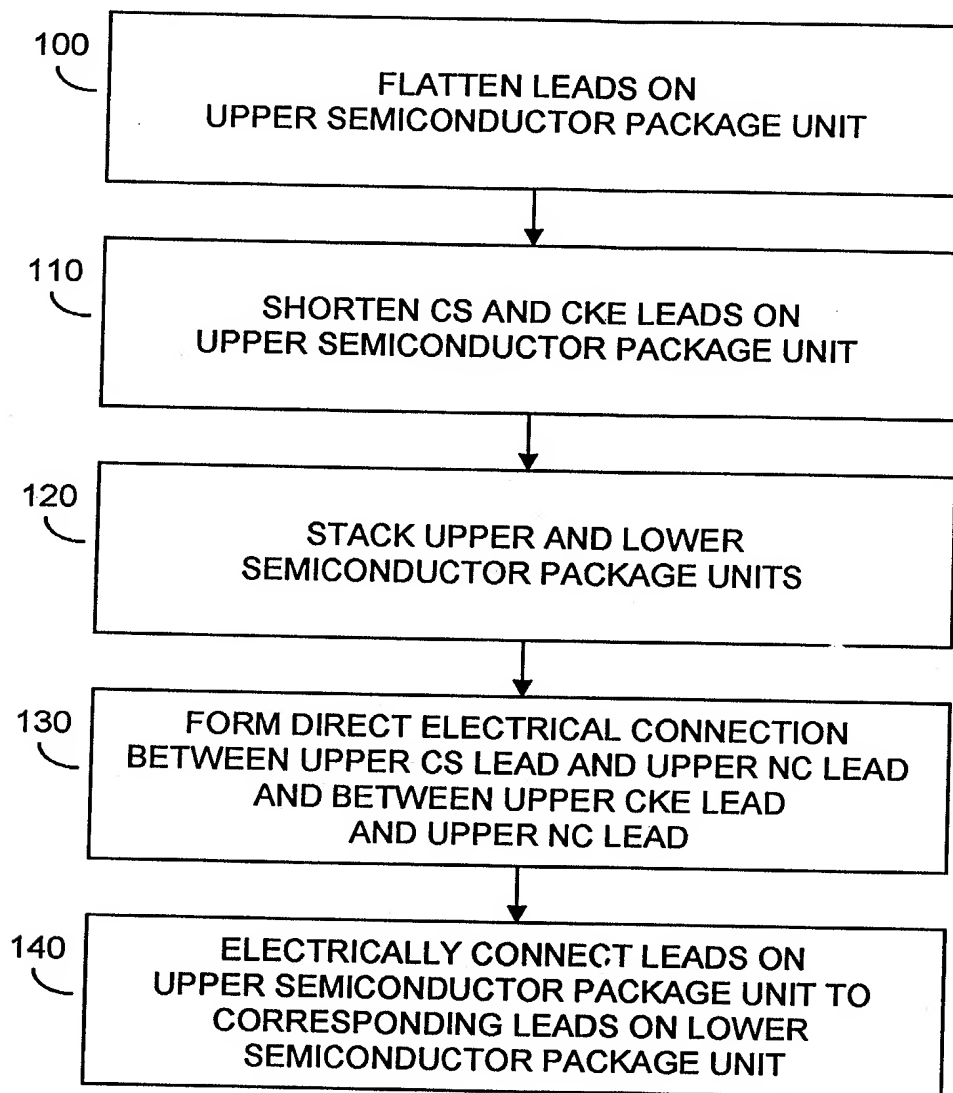 100
FLATTEN LEADS ON
UPPER SEMICONDUCTOR PACKAGE UNIT
110
SHORTEN CS AND CKE LEADS ON
UPPER SEMICONDUCTOR PACKAGE UNIT
120
STACK UPPER AND LOWER
SEMICONDUCTOR PACKAGE UNITS
130
FORM DIRECT ELECTRICAL CONNECTION
BETWEEN UPPER CS LEAD AND UPPER NC LEAD
AND BETWEEN UPPER CKE LEAD
AND UPPER NC LEAD
140
ELECTRICALLY CONNECT LEADS ON
UPPER SEMICONDUCTOR PACKAGE UNIT TO
CORRESPONDING LEADS ON LOWER
SEMICONDUCTOR PACKAGE UNIT